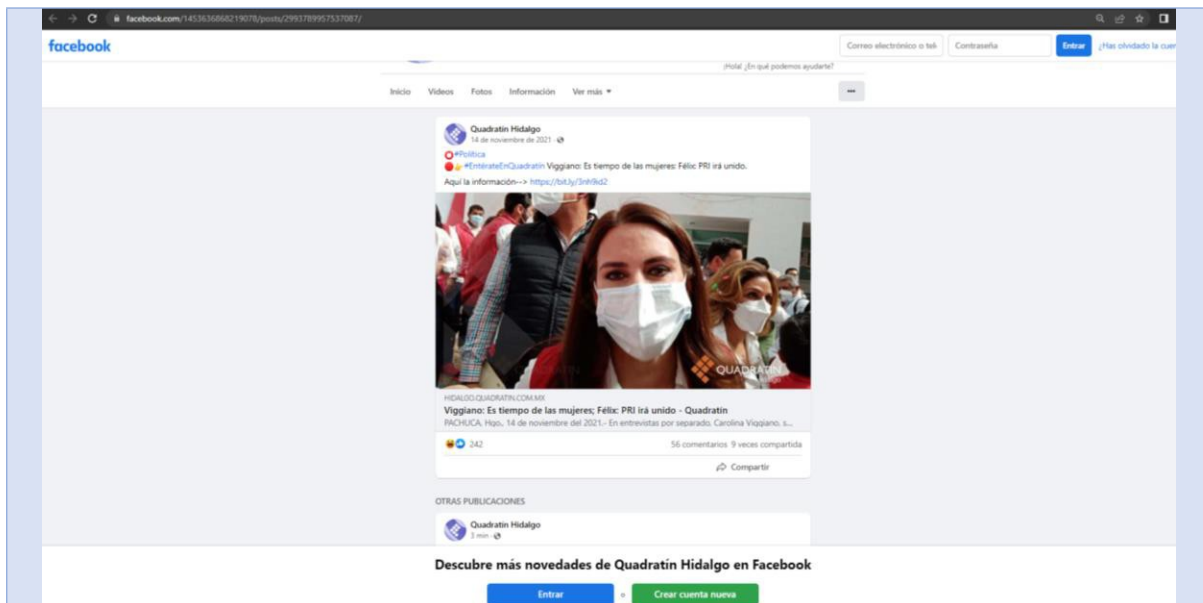 facebook.com/1453636868219078/posts/2993789957537087/
facebook
Correo electrónico o telé
Contraseña
Entrar
¿Has olvidado la cuen
¡Hola! ¿En qué podemos ayudarte?
Inicio Videos Fotos Información Ver más
Quadratín Hidalgo
14 de noviembre de 2021
#Política
#EntérateEnQuadratín Viggiano: Es tiempo de las mujeres; Félix: PRI irá unido.
Aquí la información--> https://bit.ly/3nh9id2
QUADRATÍN
HIDALGO.QUADRATIN.COM.MX
Viggiano: Es tiempo de las mujeres; Félix: PRI irá unido - Quadratín
PACHUCA, Hgo., 14 de noviembre del 2021.- En entrevistas por separado, Carolina Viggiano, s...
242
56 comentarios 9 veces compartida
Compartir
OTRAS PUBLICACIONES
Quadratín Hidalgo
3 min
Descubre más novedades de Quadratín Hidalgo en Facebook
Entrar o Crear cuenta nueva